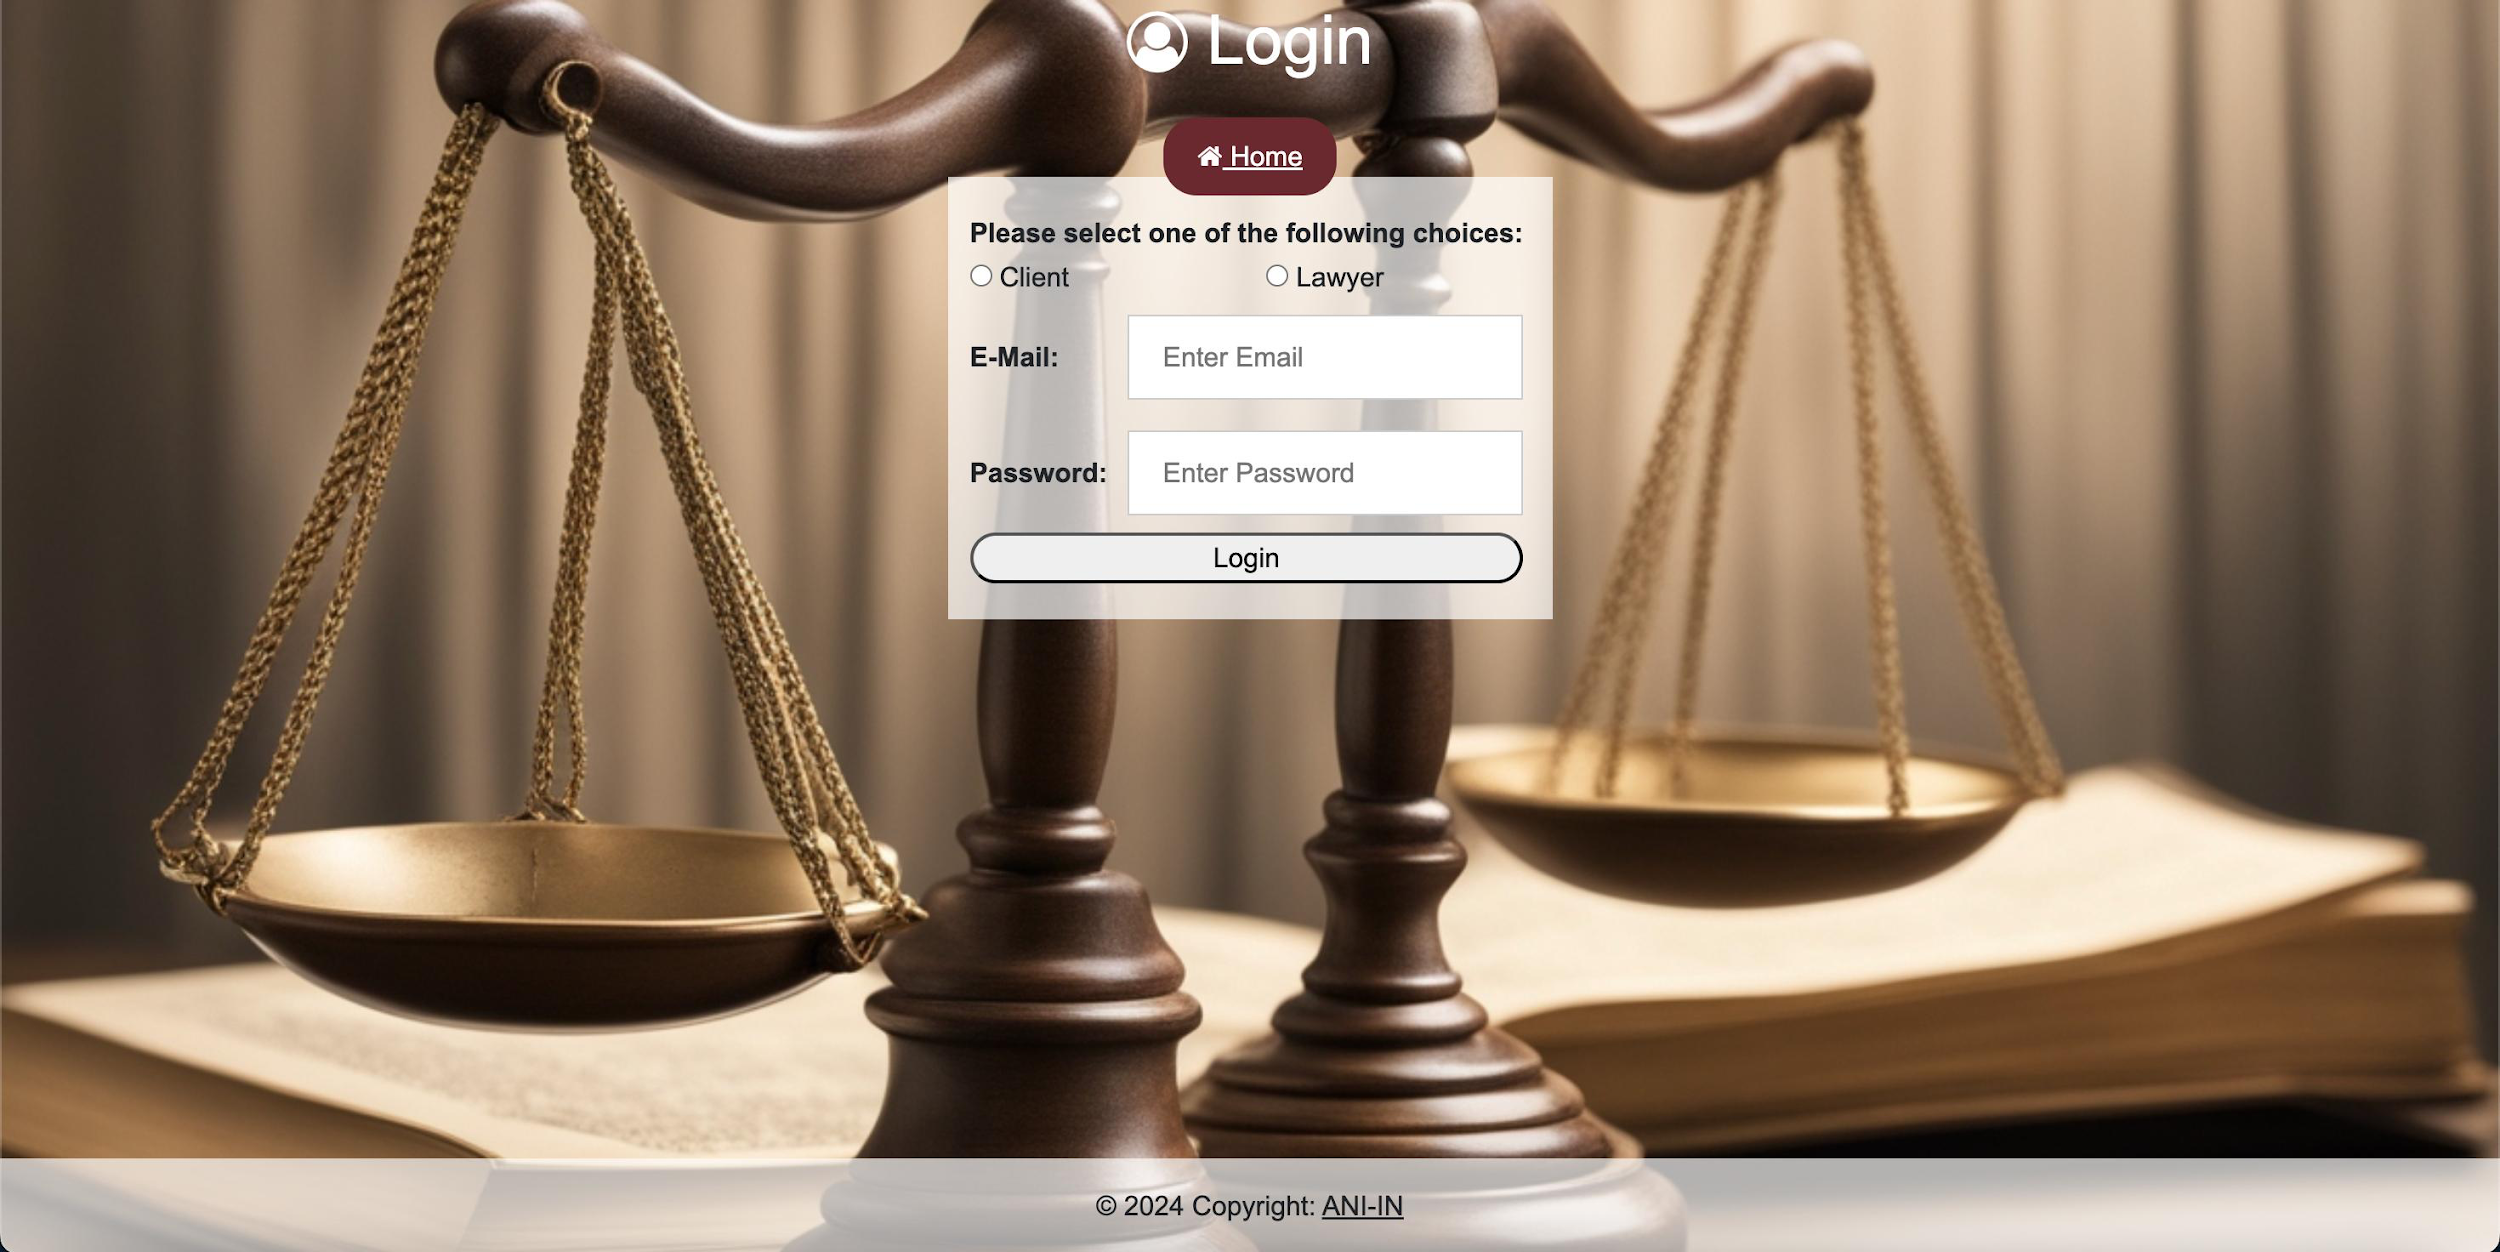 Login
Home
Please select one of the following choices:
Client Lawyer
E-Mail: Enter Email
Password: Enter Password
Login
© 2024 Copyright: ANI-IN